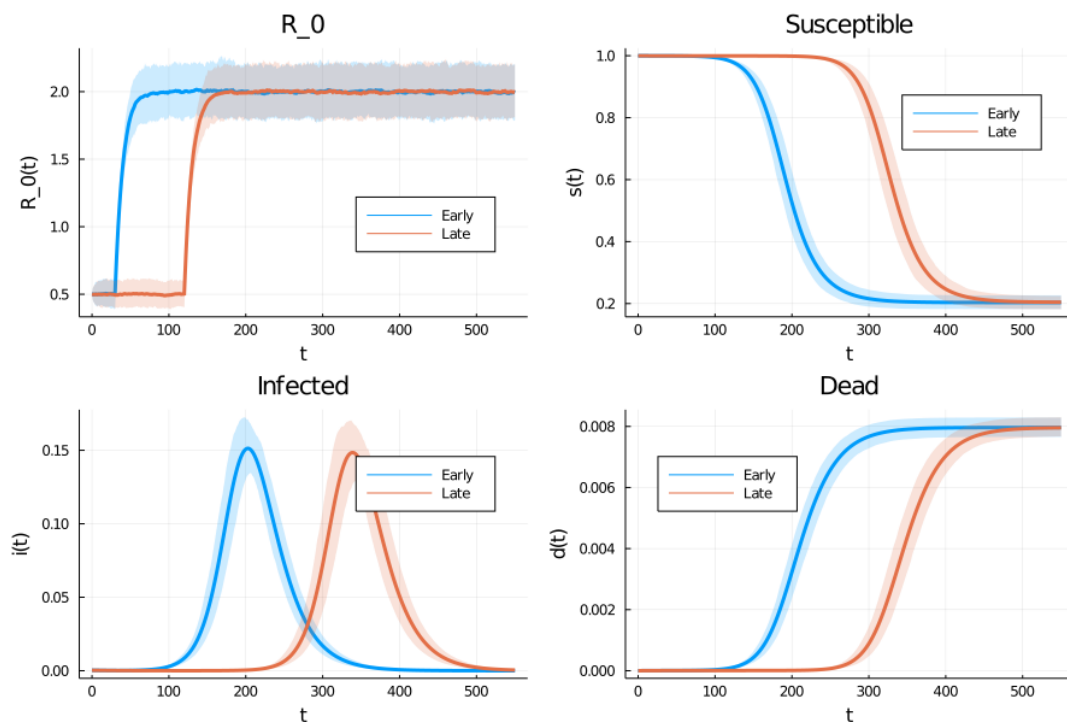 R_0
R_0(t)
2.0
1.5
1.0
0.5
Early
Late
0 100 200 300 400 500
t
Susceptible
s(t)
1.0
0.8
0.6
0.4
0.2
Early
Late
0 100 200 300 400 500
t
Infected
i(t)
0.15
0.10
0.05
0.00
Early
Late
0 100 200 300 400 500
t
Dead
d(t)
0.008
0.006
0.004
0.002
0.000
Early
Late
0 100 200 300 400 500
t